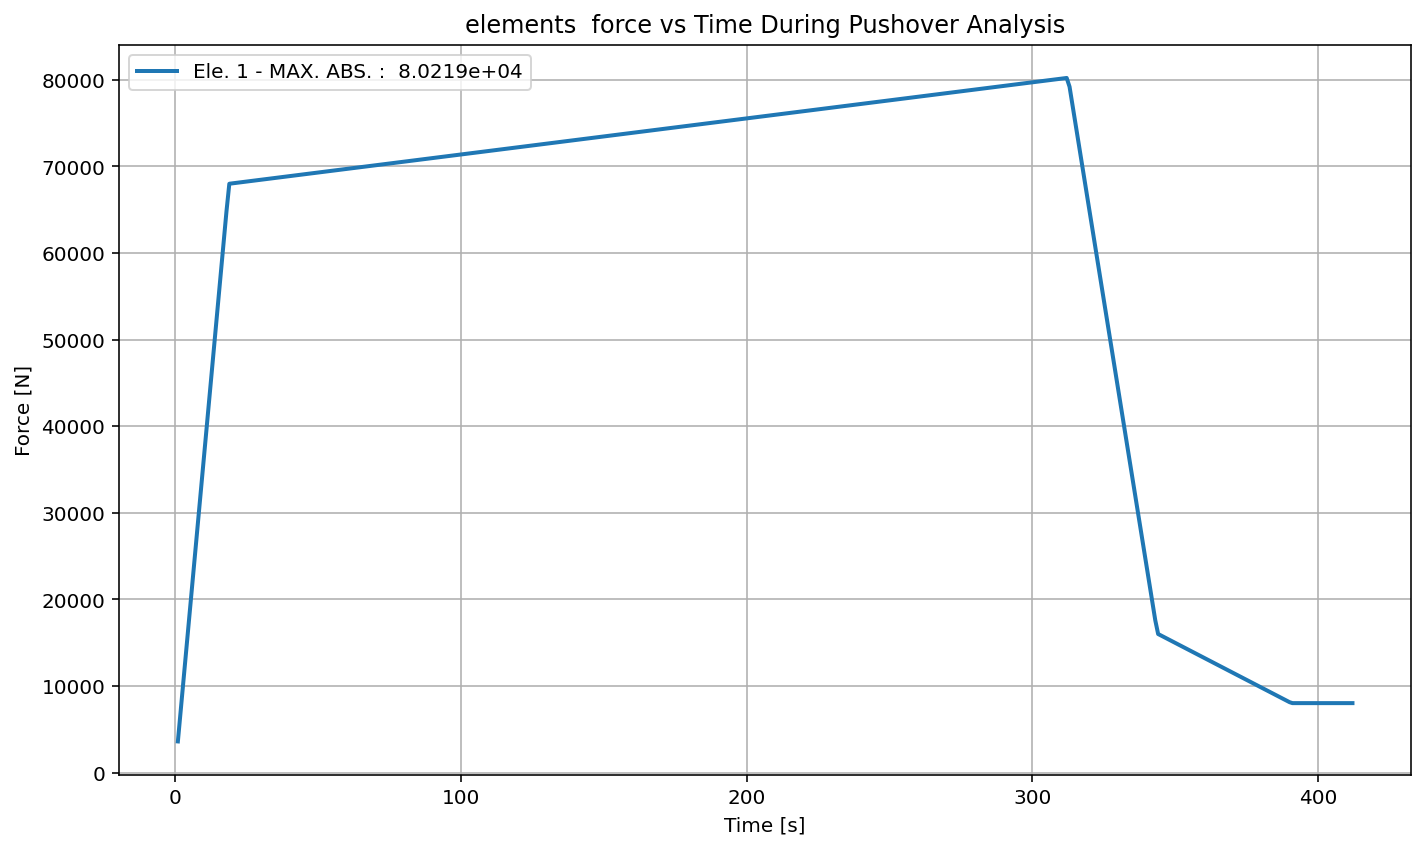 elements  force vs Time During Pushover Analysis
Ele. 1 - MAX. ABS. :  8.0219e+04
80000
70000
60000
50000
40000
30000
20000
10000
0
Force [N]
0 100 200 300 400
Time [s]